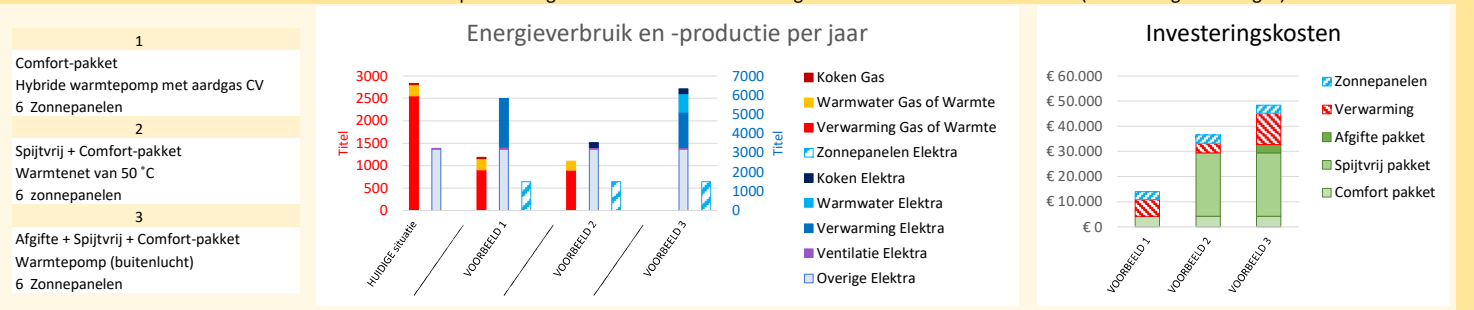 1
Comfort-pakket
Hybride warmtepomp met aardgas CV
6 Zonnepanelen
2
Spijtvrij + Comfort-pakket
Warmtenet van 50 ˚C
6 zonnepanelen
3
Afgifte + Spijtvrij + Comfort-pakket
Warmtepomp (buitenlucht)
6 Zonnepanelen
Energieverbruik en -productie per jaar
3000
2500
2000
1500
1000
500
0
Titel
7000
6000
5000
4000
3000
2000
1000
0
Titel
HUIDIGE situatie
VOORBEELD 1
VOORBEELD 2
VOORBEELD 3
Koken Gas
Warmwater Gas of Warmte
Verwarming Gas of Warmte
Zonnepanelen Elektra
Koken Elektra
Warmwater Elektra
Verwarming Elektra
Ventilatie Elektra
Overige Elektra
Investeringskosten
€ 60.000
€ 50.000
€ 40.000
€ 30.000
€ 20.000
€ 10.000
€ 0
VOORBEELD 1
VOORBEELD 2
VOORBEELD 3
Zonnepanelen
Verwarming
Afgifte pakket
Spijtvrij pakket
Comfort pakket